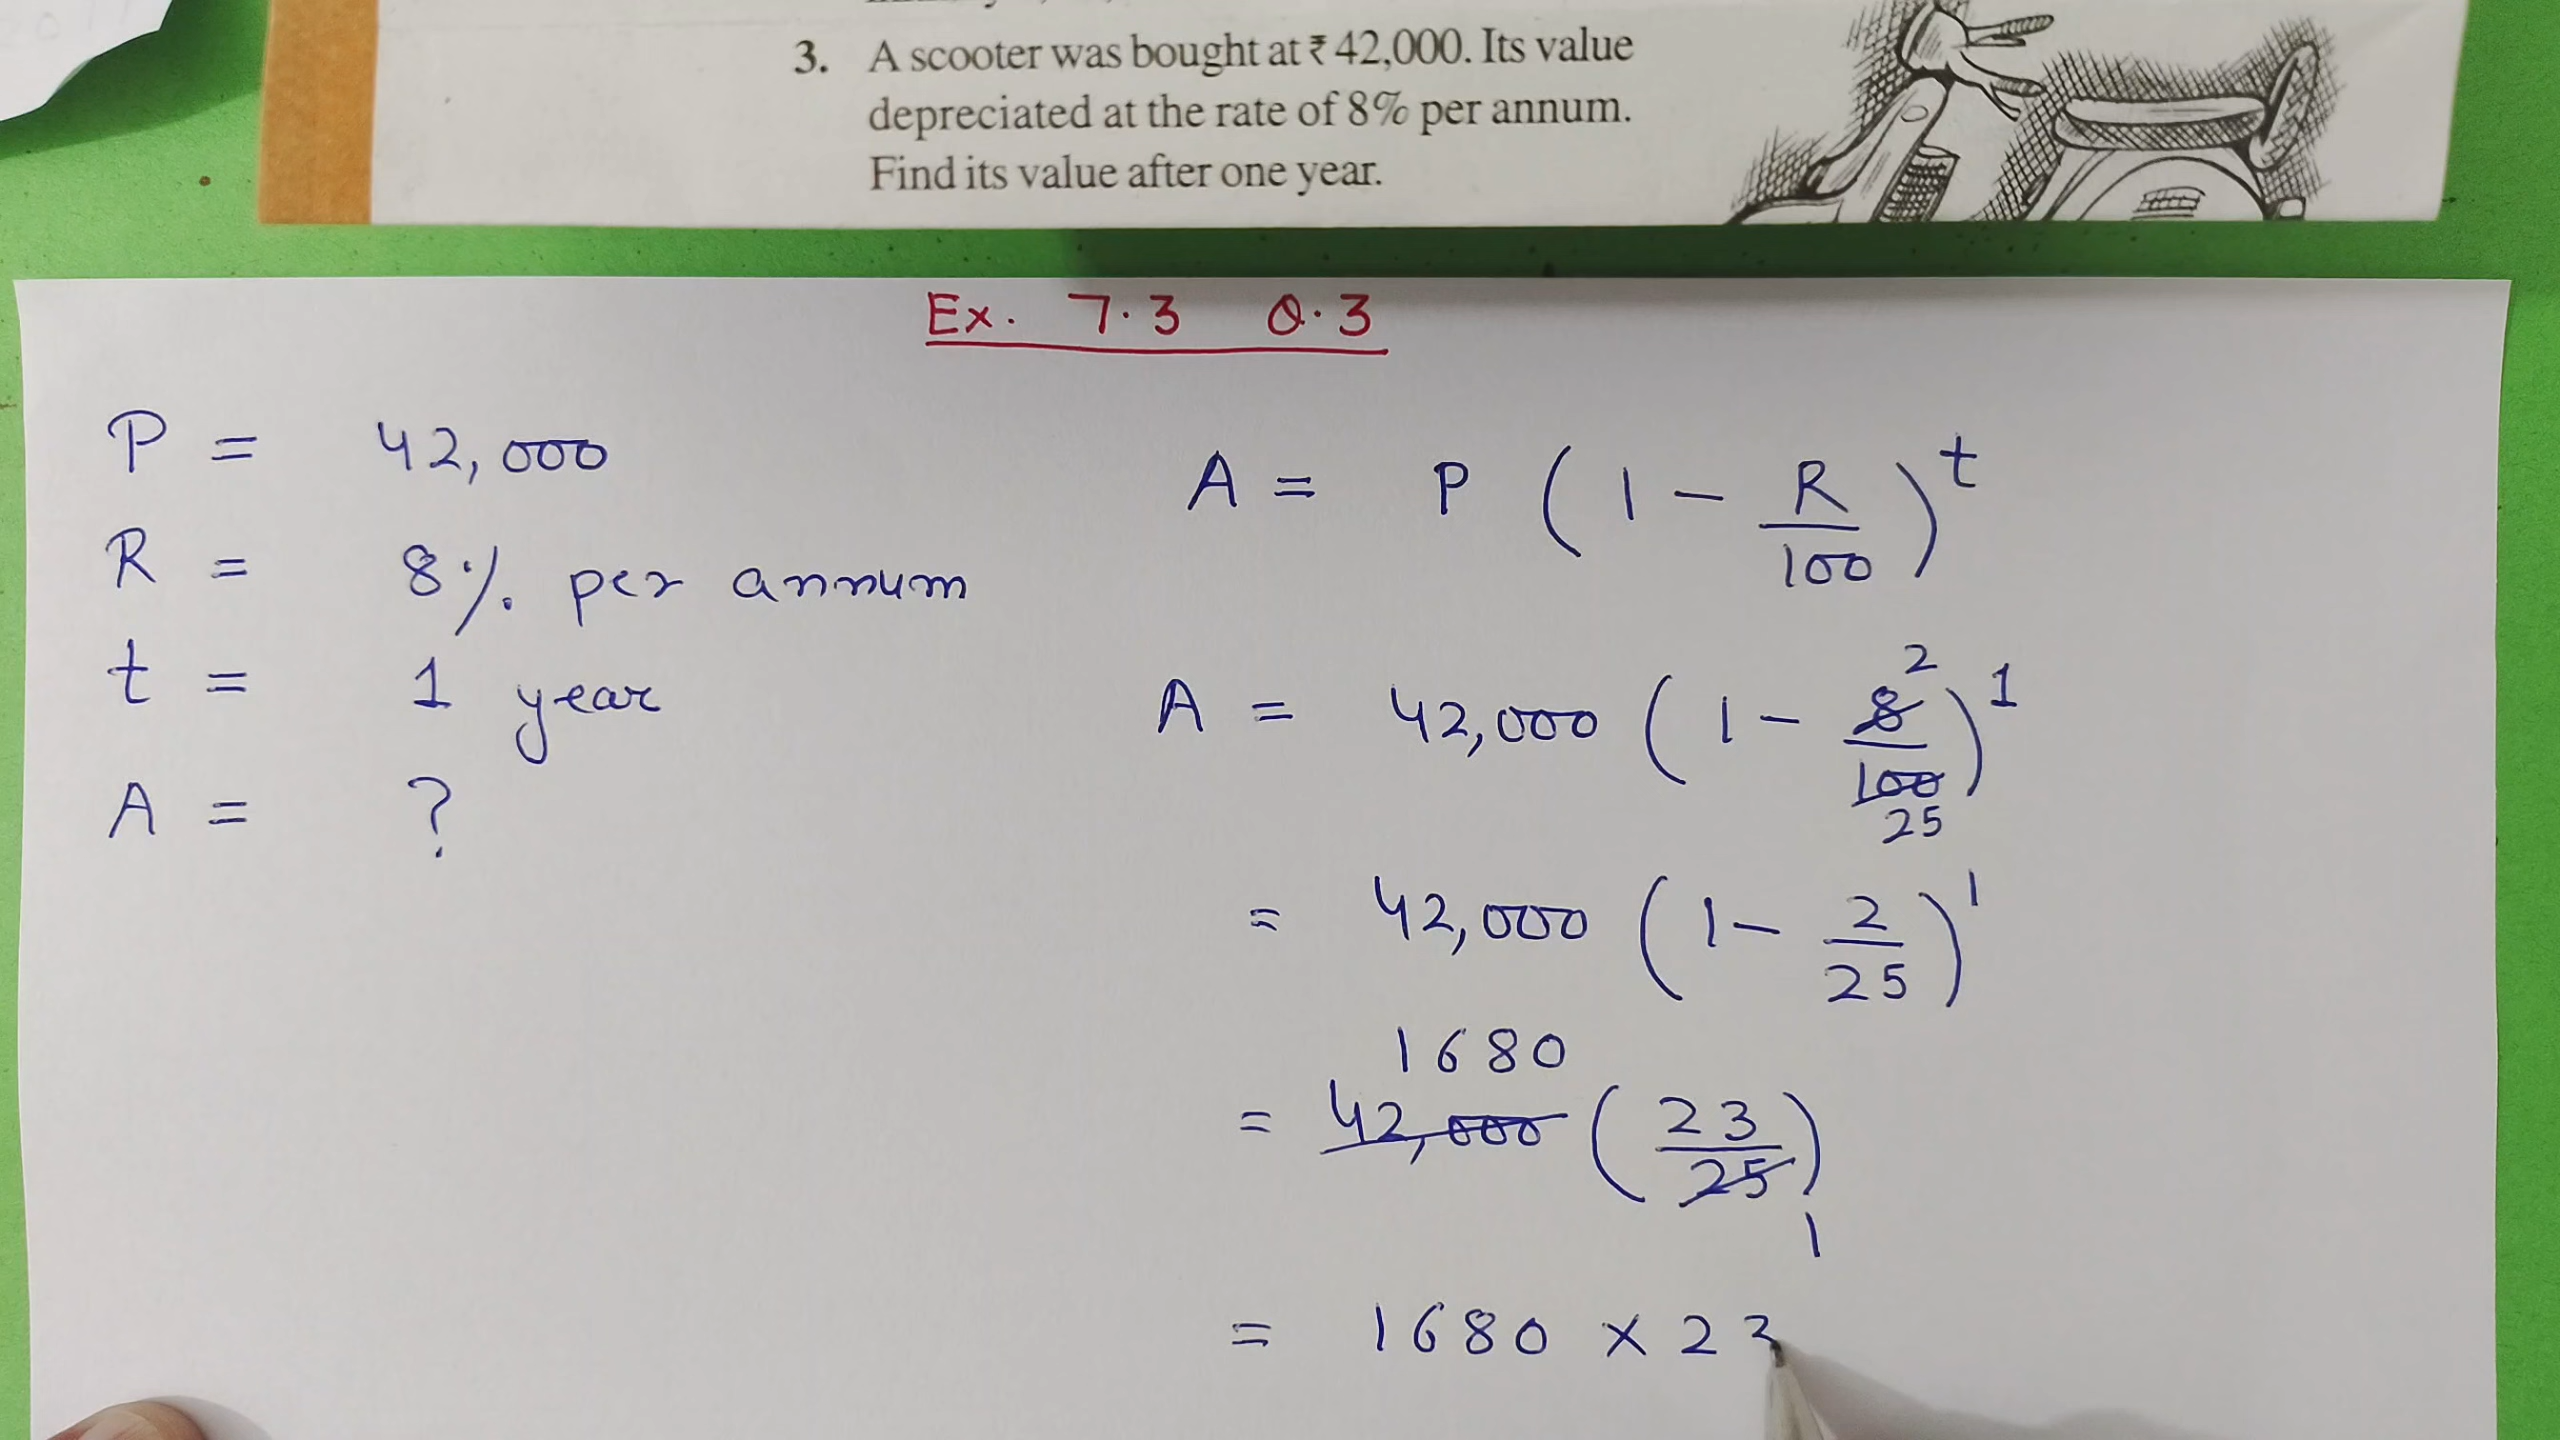 3. A scooter was bought at ₹ 42,000. Its value
depreciated at the rate of 8% per annum.
Find its value after one year.
Ex. 7.3 Q.3
P = 42,000
R = 8% per annum
t = 1 year
A = ?
A = P ( 1 - R/100 )^t
A = 42,000 ( 1 - 8/100 )^1
2
25
= 42,000 ( 1 - 2/25 )^1
1680
= 42,000 ( 23/25 )
1
= 1680 × 23